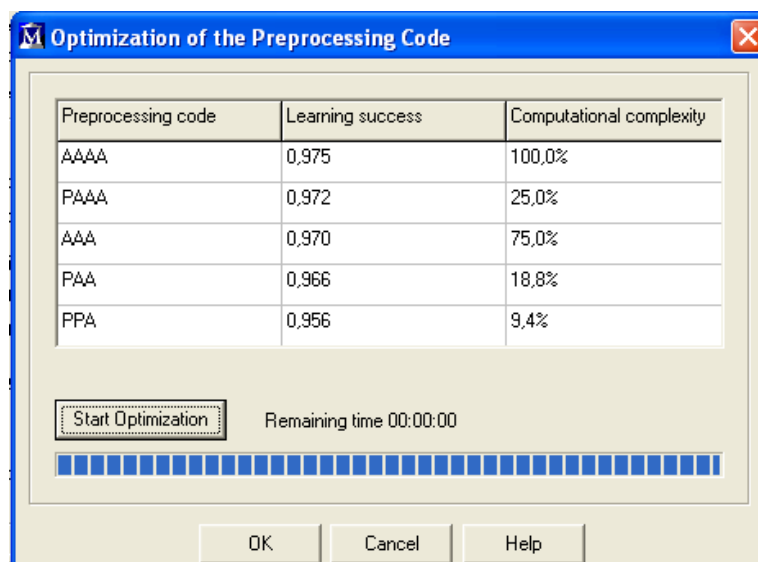 Optimization of the Preprocessing Code
Preprocessing code Learning success Computational complexity
AAAA 0,975 100,0%
PAAA 0,972 25,0%
AAA 0,970 75,0%
PAA 0,966 18,8%
PPA 0,956 9,4%
Start Optimization Remaining time 00:00:00
OK Cancel Help